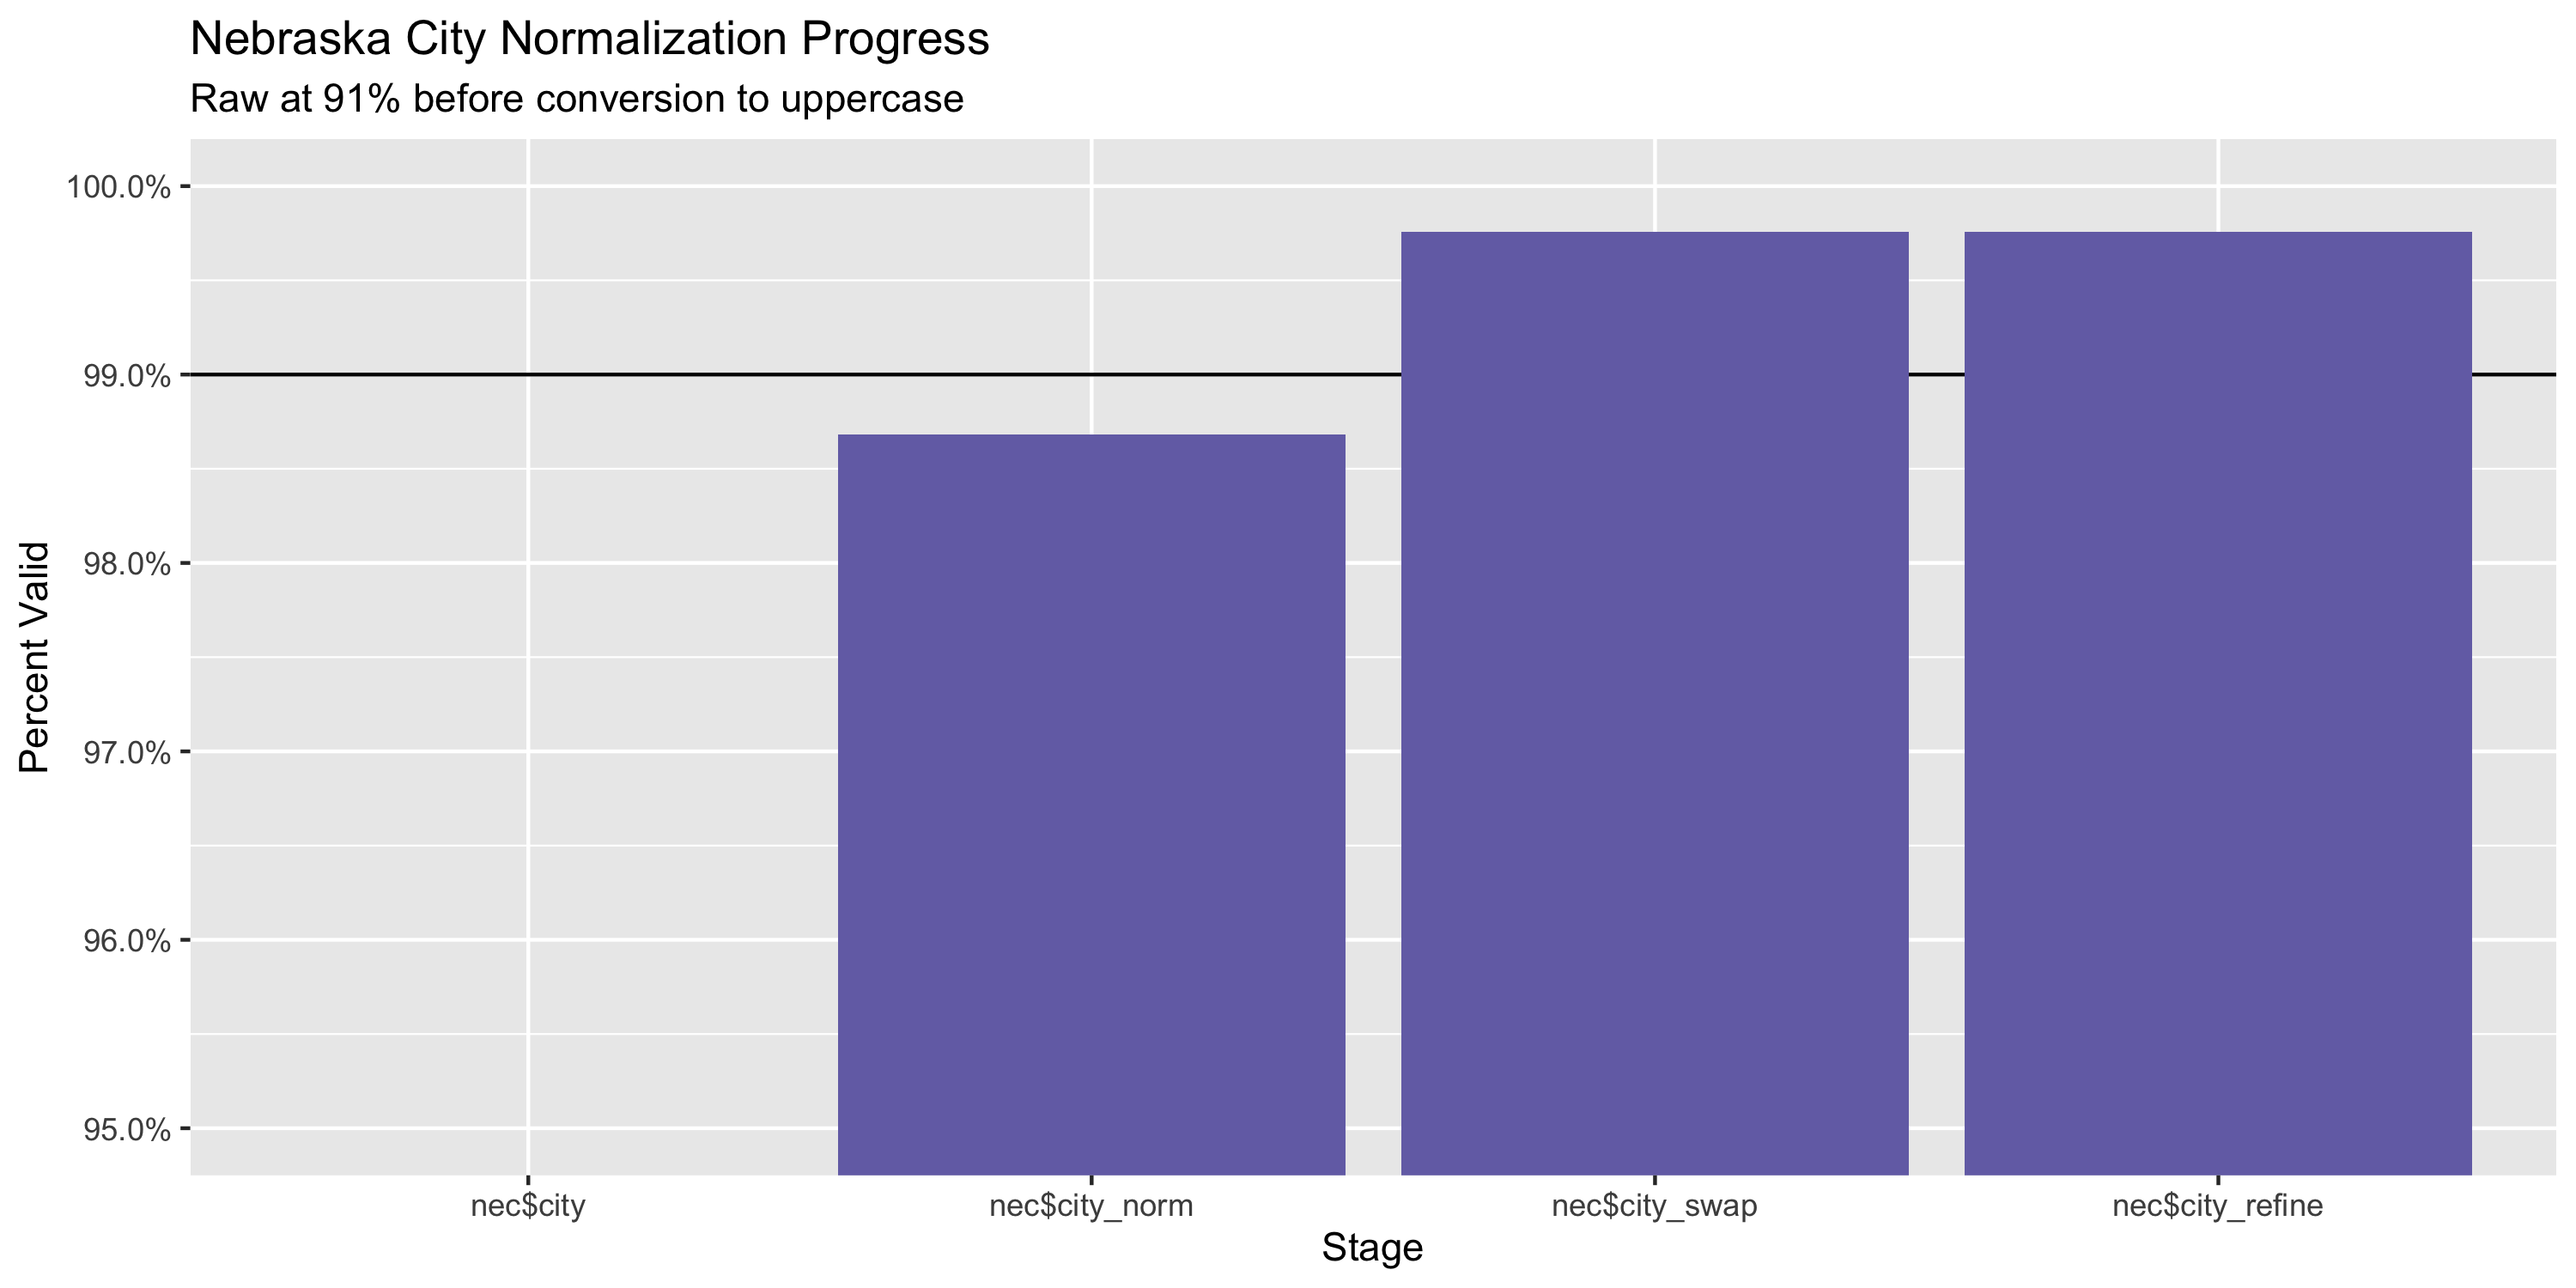 Nebraska City Normalization Progress
Raw at 91% before conversion to uppercase
Percent Valid
100.0%
99.0%
98.0%
97.0%
96.0%
95.0%
nec$city
nec$city_norm
nec$city_swap
nec$city_refine
Stage